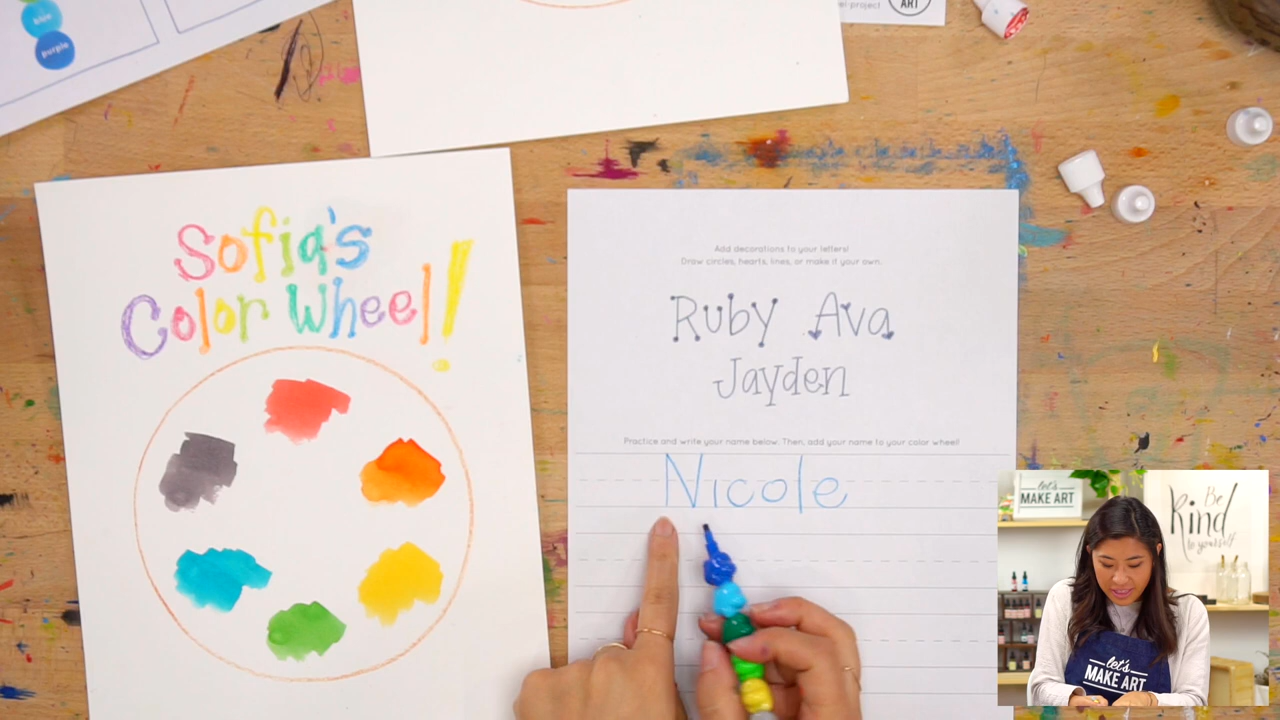 blue
purple
ART
Sofia's
Color Wheel!
Add decorations to your letters!
Draw circles, hearts, lines, or make it your own.
Ruby Ava
Jayden
Practice and write your name below. Then, add your name to your color wheel!
Nicole
let's
MAKE ART
Be
kind
to yourself
let's
MAKE ART